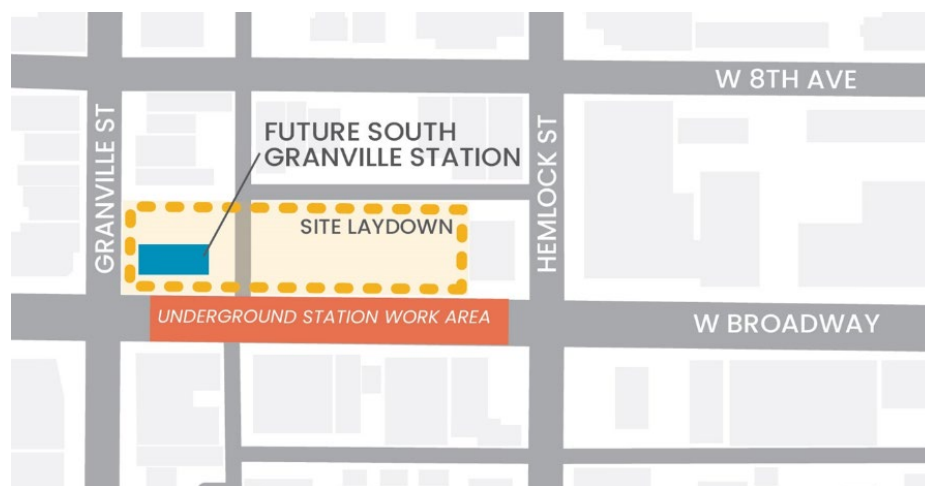 W 8TH AVE
GRANVILLE ST
FUTURE SOUTH
GRANVILLE STATION
HEMLOCK ST
SITE LAYDOWN
UNDERGROUND STATION WORK AREA
W BROADWAY